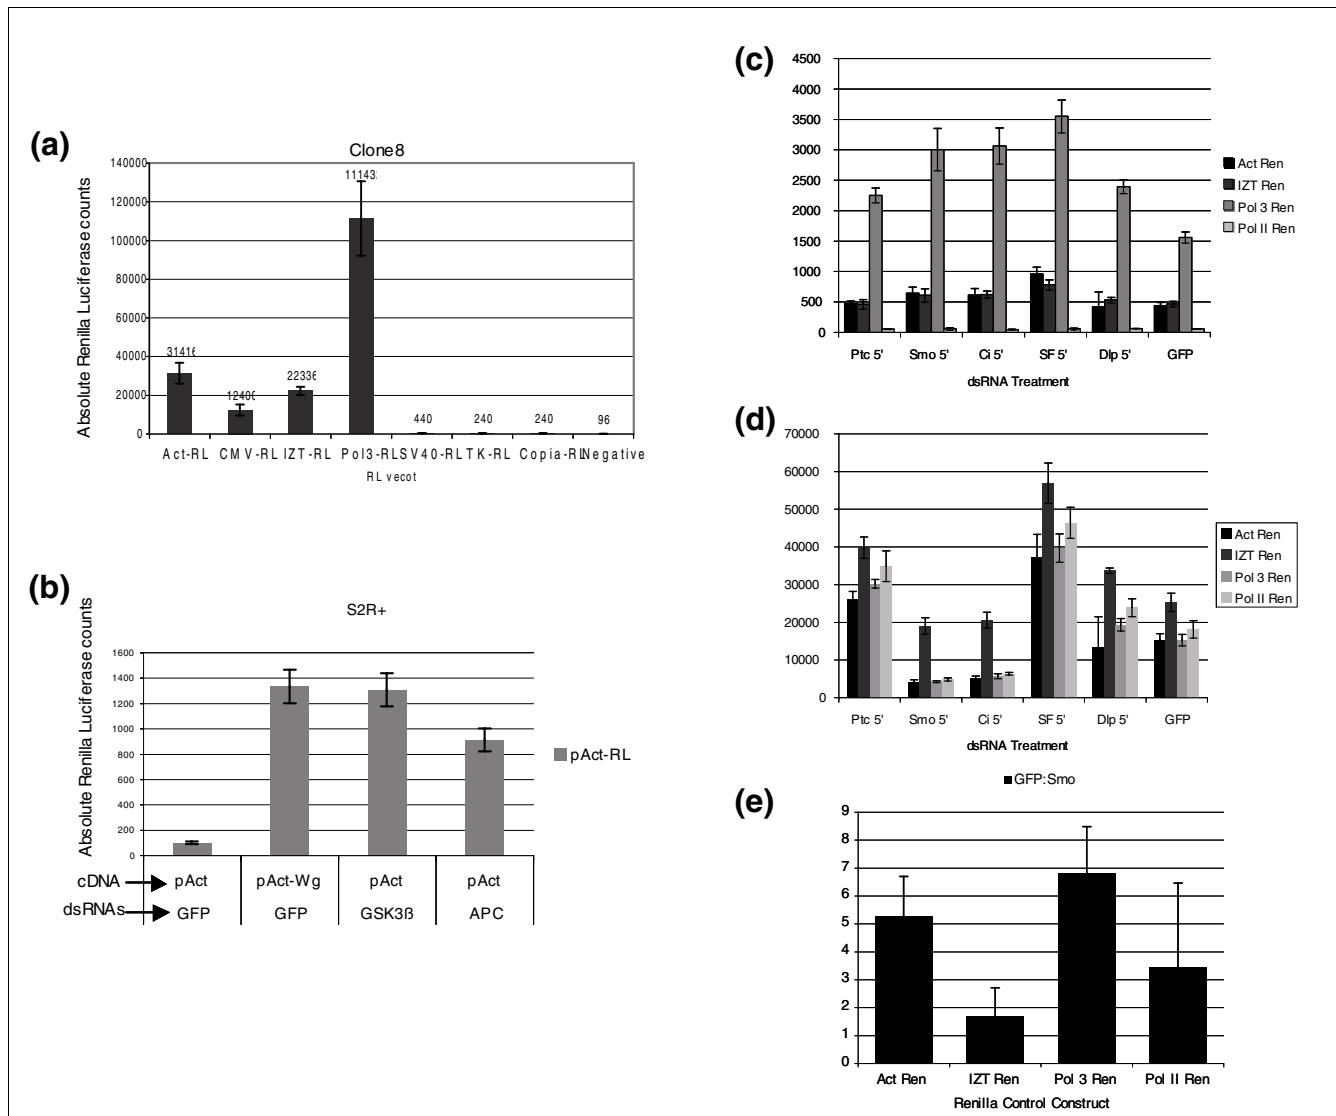 (a)
Clone8
Absolute Renilla Luciferase counts
140000
120000
100000
80000
60000
40000
20000
0
31416
12400
22336
11143
440
240
240
96
Act-RL CMV-RL IZT-RL Pol3-RL SV40-RL TK-RL Copia-RL Negative
RL vecot
(b)
S2R+
Absolute Renilla Luciferase counts
1600
1400
1200
1000
800
600
400
200
0
pAct-RL
cDNA pAct pAct-Wg pAct pAct
dsRNAs GFP GFP GSK3ß APC
(c)
4500
4000
3500
3000
2500
2000
1500
1000
500
0
Act Ren
IZT Ren
Pol 3 Ren
Pol II Ren
Ptc 5' Smo 5' Ci 5' SF 5' Dlp 5' GFP
dsRNA Treatment
(d)
70000
60000
50000
40000
30000
20000
10000
0
Act Ren
IZT Ren
Pol 3 Ren
Pol II Ren
Ptc 5' Smo 5' Ci 5' SF 5' Dlp 5' GFP
dsRNA Treatment
(e)
GFP:Smo
9
8
7
6
5
4
3
2
1
0
Act Ren IZT Ren Pol 3 Ren Pol II Ren
Renilla Control Construct